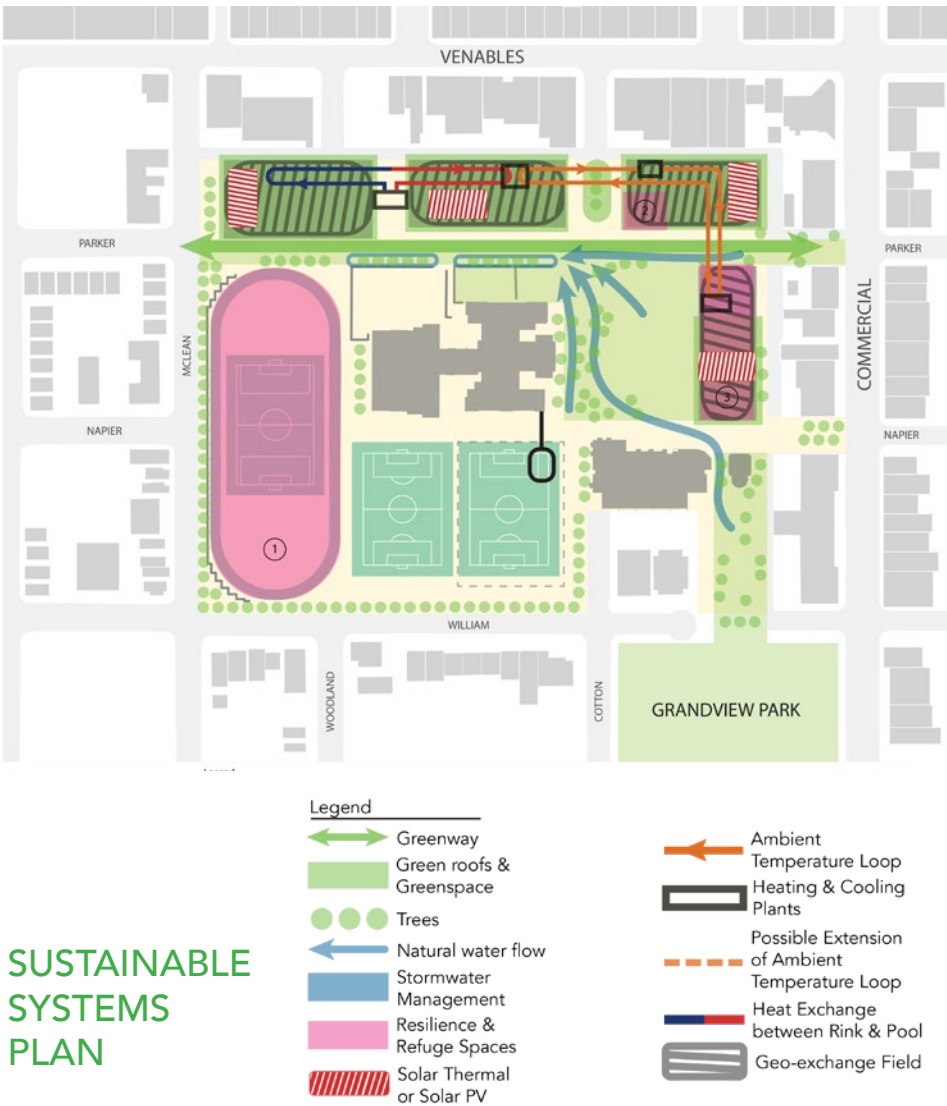 VENABLES
2
PARKER
PARKER
MCLEAN
COMMERCIAL
3
NAPIER
NAPIER
1
WILLIAM
WOODLAND
COTTON
GRANDVIEW PARK
Legend
Greenway
Green roofs &
Greenspace
Trees
Natural water flow
Stormwater
Management
Resilience &
Refuge Spaces
Solar Thermal
or Solar PV
Ambient
Temperature Loop
Heating & Cooling
Plants
Possible Extension
of Ambient
Temperature Loop
Heat Exchange
between Rink & Pool
Geo-exchange Field
SUSTAINABLE
SYSTEMS
PLAN